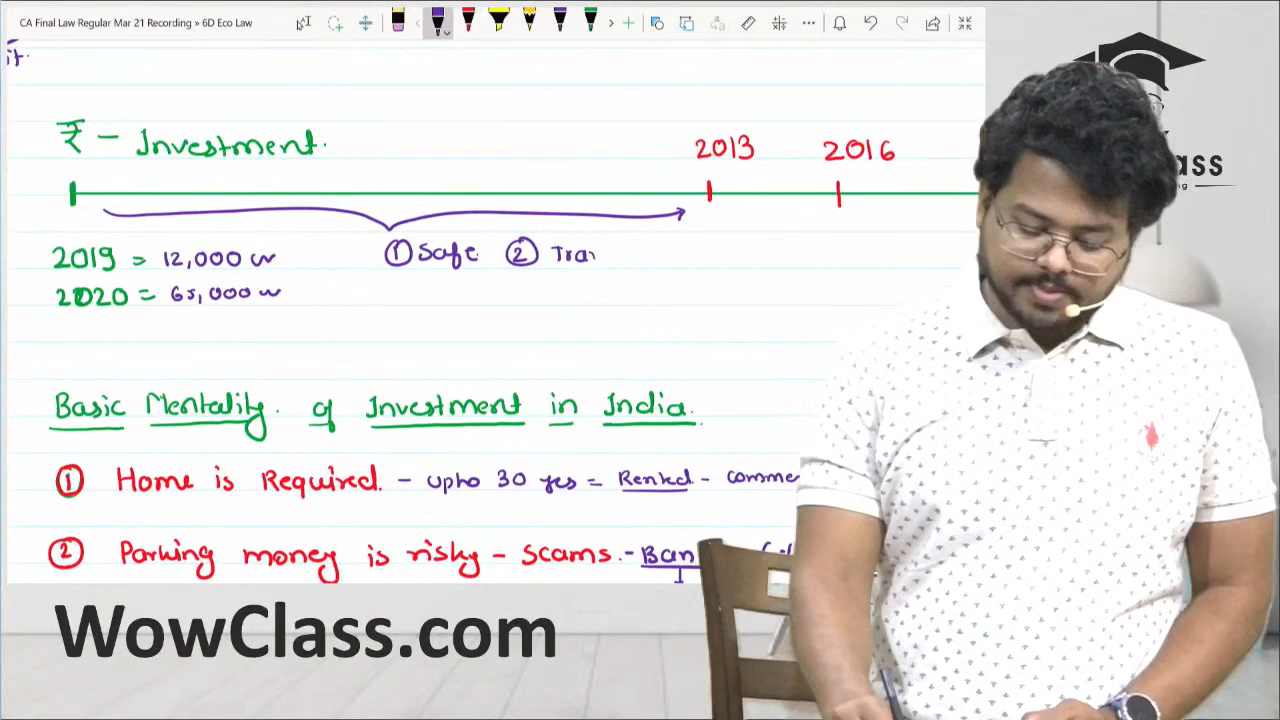 CA Final Law Regular Mar 21 Recording » 6D Eco Law
it.
₹ - Investment.
2013 2016
2019 = 12,000 cr
① Safe ② Tra
2020 = 65,000 cr
Basic Mentality of Investment in India.
① Home is Required. - upto 30 yrs = Rented - comme
② Parking money is risky - scams. - Ban
WowClass.com